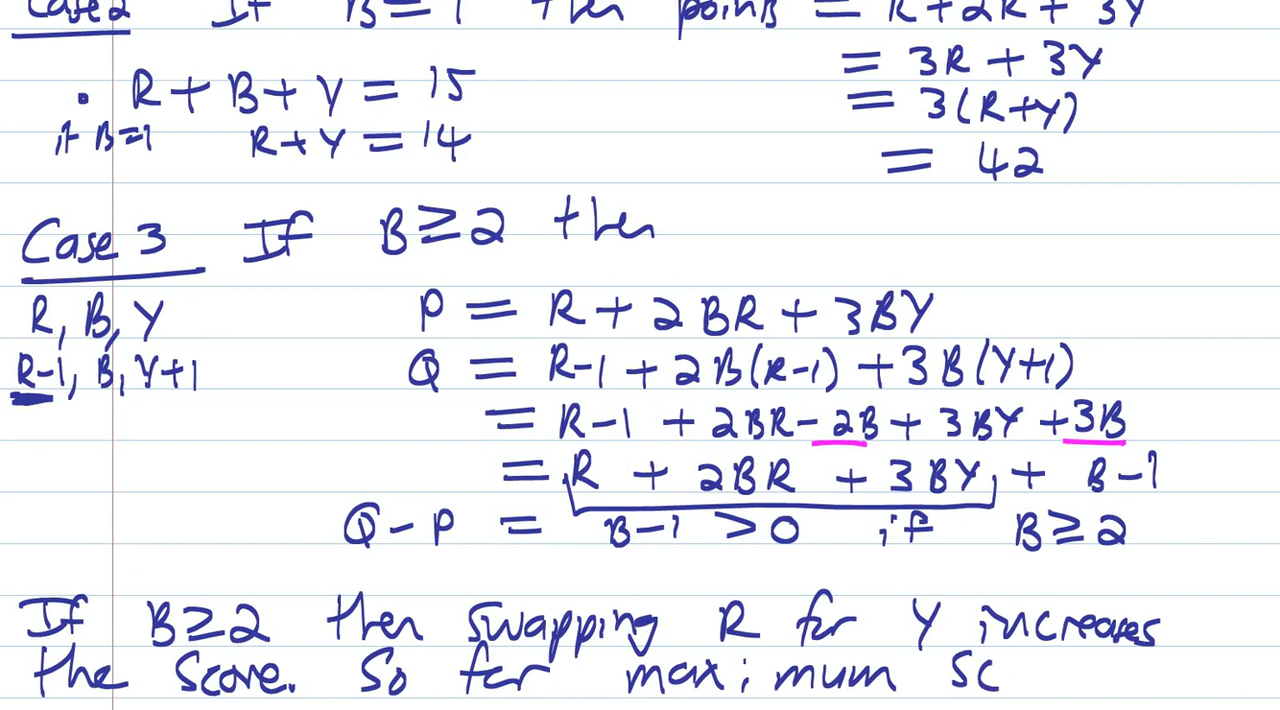 Case 2 If B = 1 then points = R + 2R + 3Y
= 3R + 3Y
• R + B + Y = 15
= 3(R+Y)
if B=1 R+Y = 14
= 42
Case 3 If B ≥ 2 then
R, B, Y P = R + 2BR + 3BY
R-1, B, Y+1 Q = R-1 + 2B(R-1) + 3B(Y+1)
= R-1 + 2BR - 2B + 3BY + 3B
= R + 2BR + 3BY + B-1
Q - P = B-1 > 0 if B ≥ 2
If B ≥ 2 then swapping R for Y increases
the score. So for maximum sc